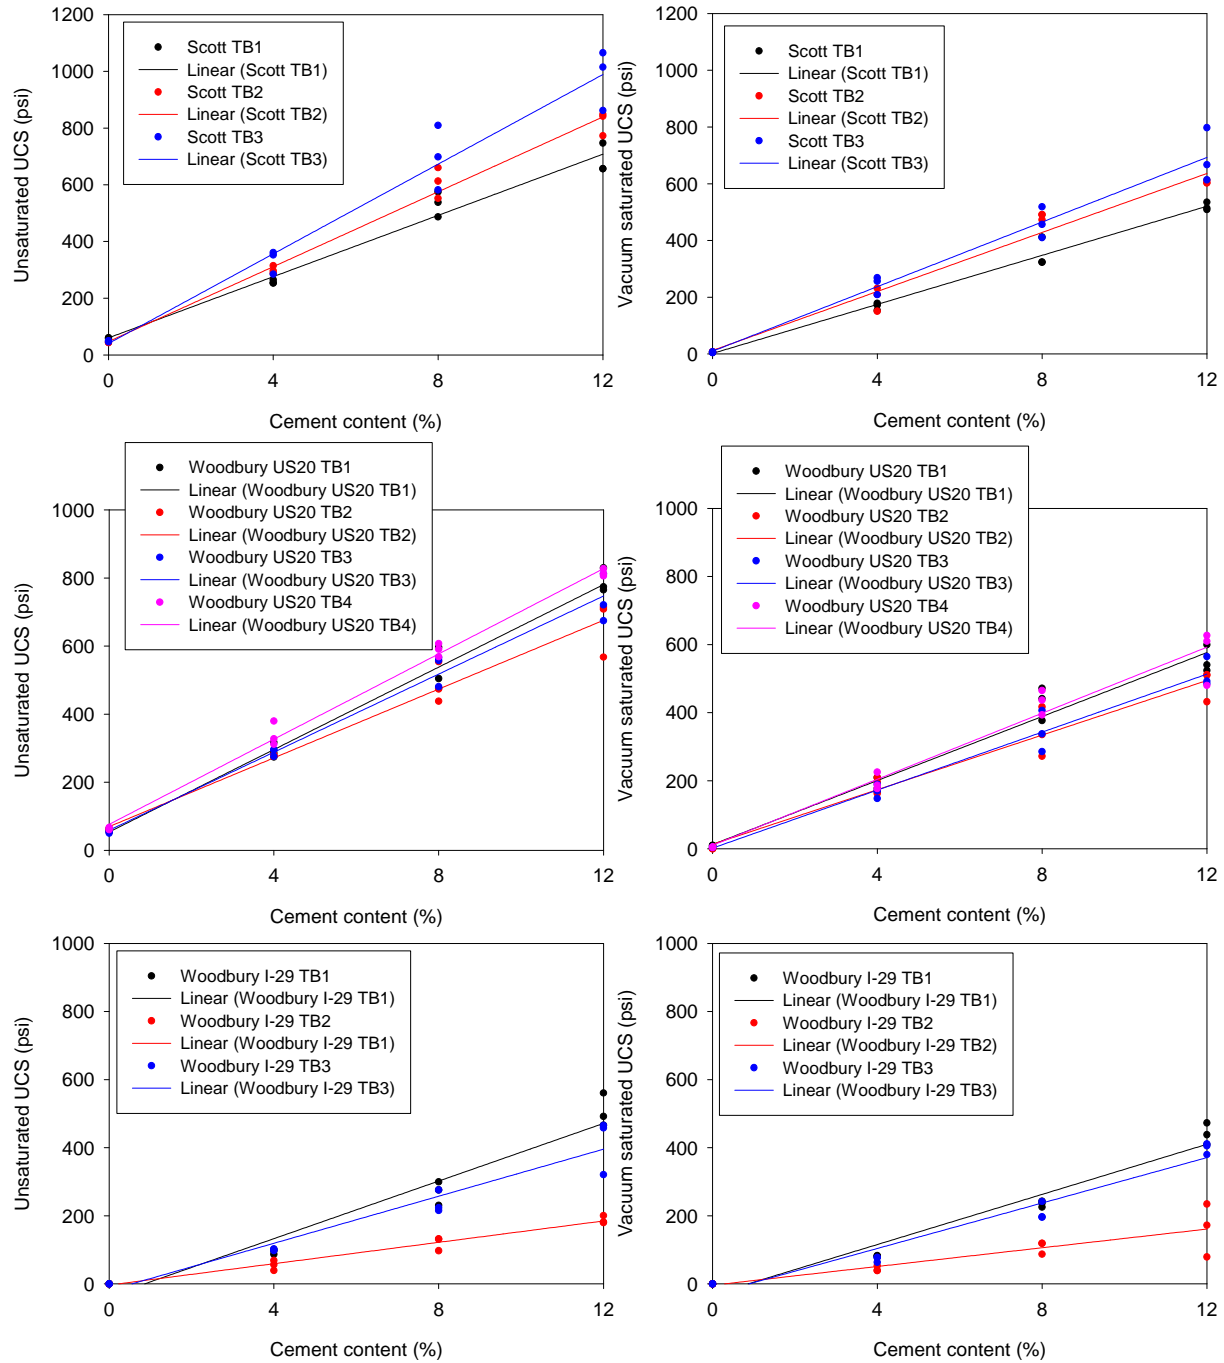 Unsaturated UCS (psi)
1200
1000
800
600
400
200
0
Scott TB1
Linear (Scott TB1)
Scott TB2
Linear (Scott TB2)
Scott TB3
Linear (Scott TB3)
0 4 8 12
Cement content (%)
Vacuum saturated UCS (psi)
1200
1000
800
600
400
200
0
Scott TB1
Linear (Scott TB1)
Scott TB2
Linear (Scott TB2)
Scott TB3
Linear (Scott TB3)
0 4 8 12
Cement content (%)
Unsaturated UCS (psi)
1000
800
600
400
200
0
Woodbury US20 TB1
Linear (Woodbury US20 TB1)
Woodbury US20 TB2
Linear (Woodbury US20 TB2)
Woodbury US20 TB3
Linear (Woodbury US20 TB3)
Woodbury US20 TB4
Linear (Woodbury US20 TB4)
0 4 8 12
Cement content (%)
Vacuum saturated UCS (psi)
1000
800
600
400
200
0
Woodbury US20 TB1
Linear (Woodbury US20 TB1)
Woodbury US20 TB2
Linear (Woodbury US20 TB2)
Woodbury US20 TB3
Linear (Woodbury US20 TB3)
Woodbury US20 TB4
Linear (Woodbury US20 TB4)
0 4 8 12
Cement content (%)
Unsaturated UCS (psi)
1000
800
600
400
200
0
Woodbury I-29 TB1
Linear (Woodbury I-29 TB1)
Woodbury I-29 TB2
Linear (Woodbury I-29 TB1)
Woodbury I-29 TB3
Linear (Woodbury I-29 TB3)
0 4 8 12
Cement content (%)
Vacuum saturated UCS (psi)
1000
800
600
400
200
0
Woodbury I-29 TB1
Linear (Woodbury I-29 TB1)
Woodbury I-29 TB2
Linear (Woodbury I-29 TB2)
Woodbury I-29 TB3
Linear (Woodbury I-29 TB3)
0 4 8 12
Cement content (%)